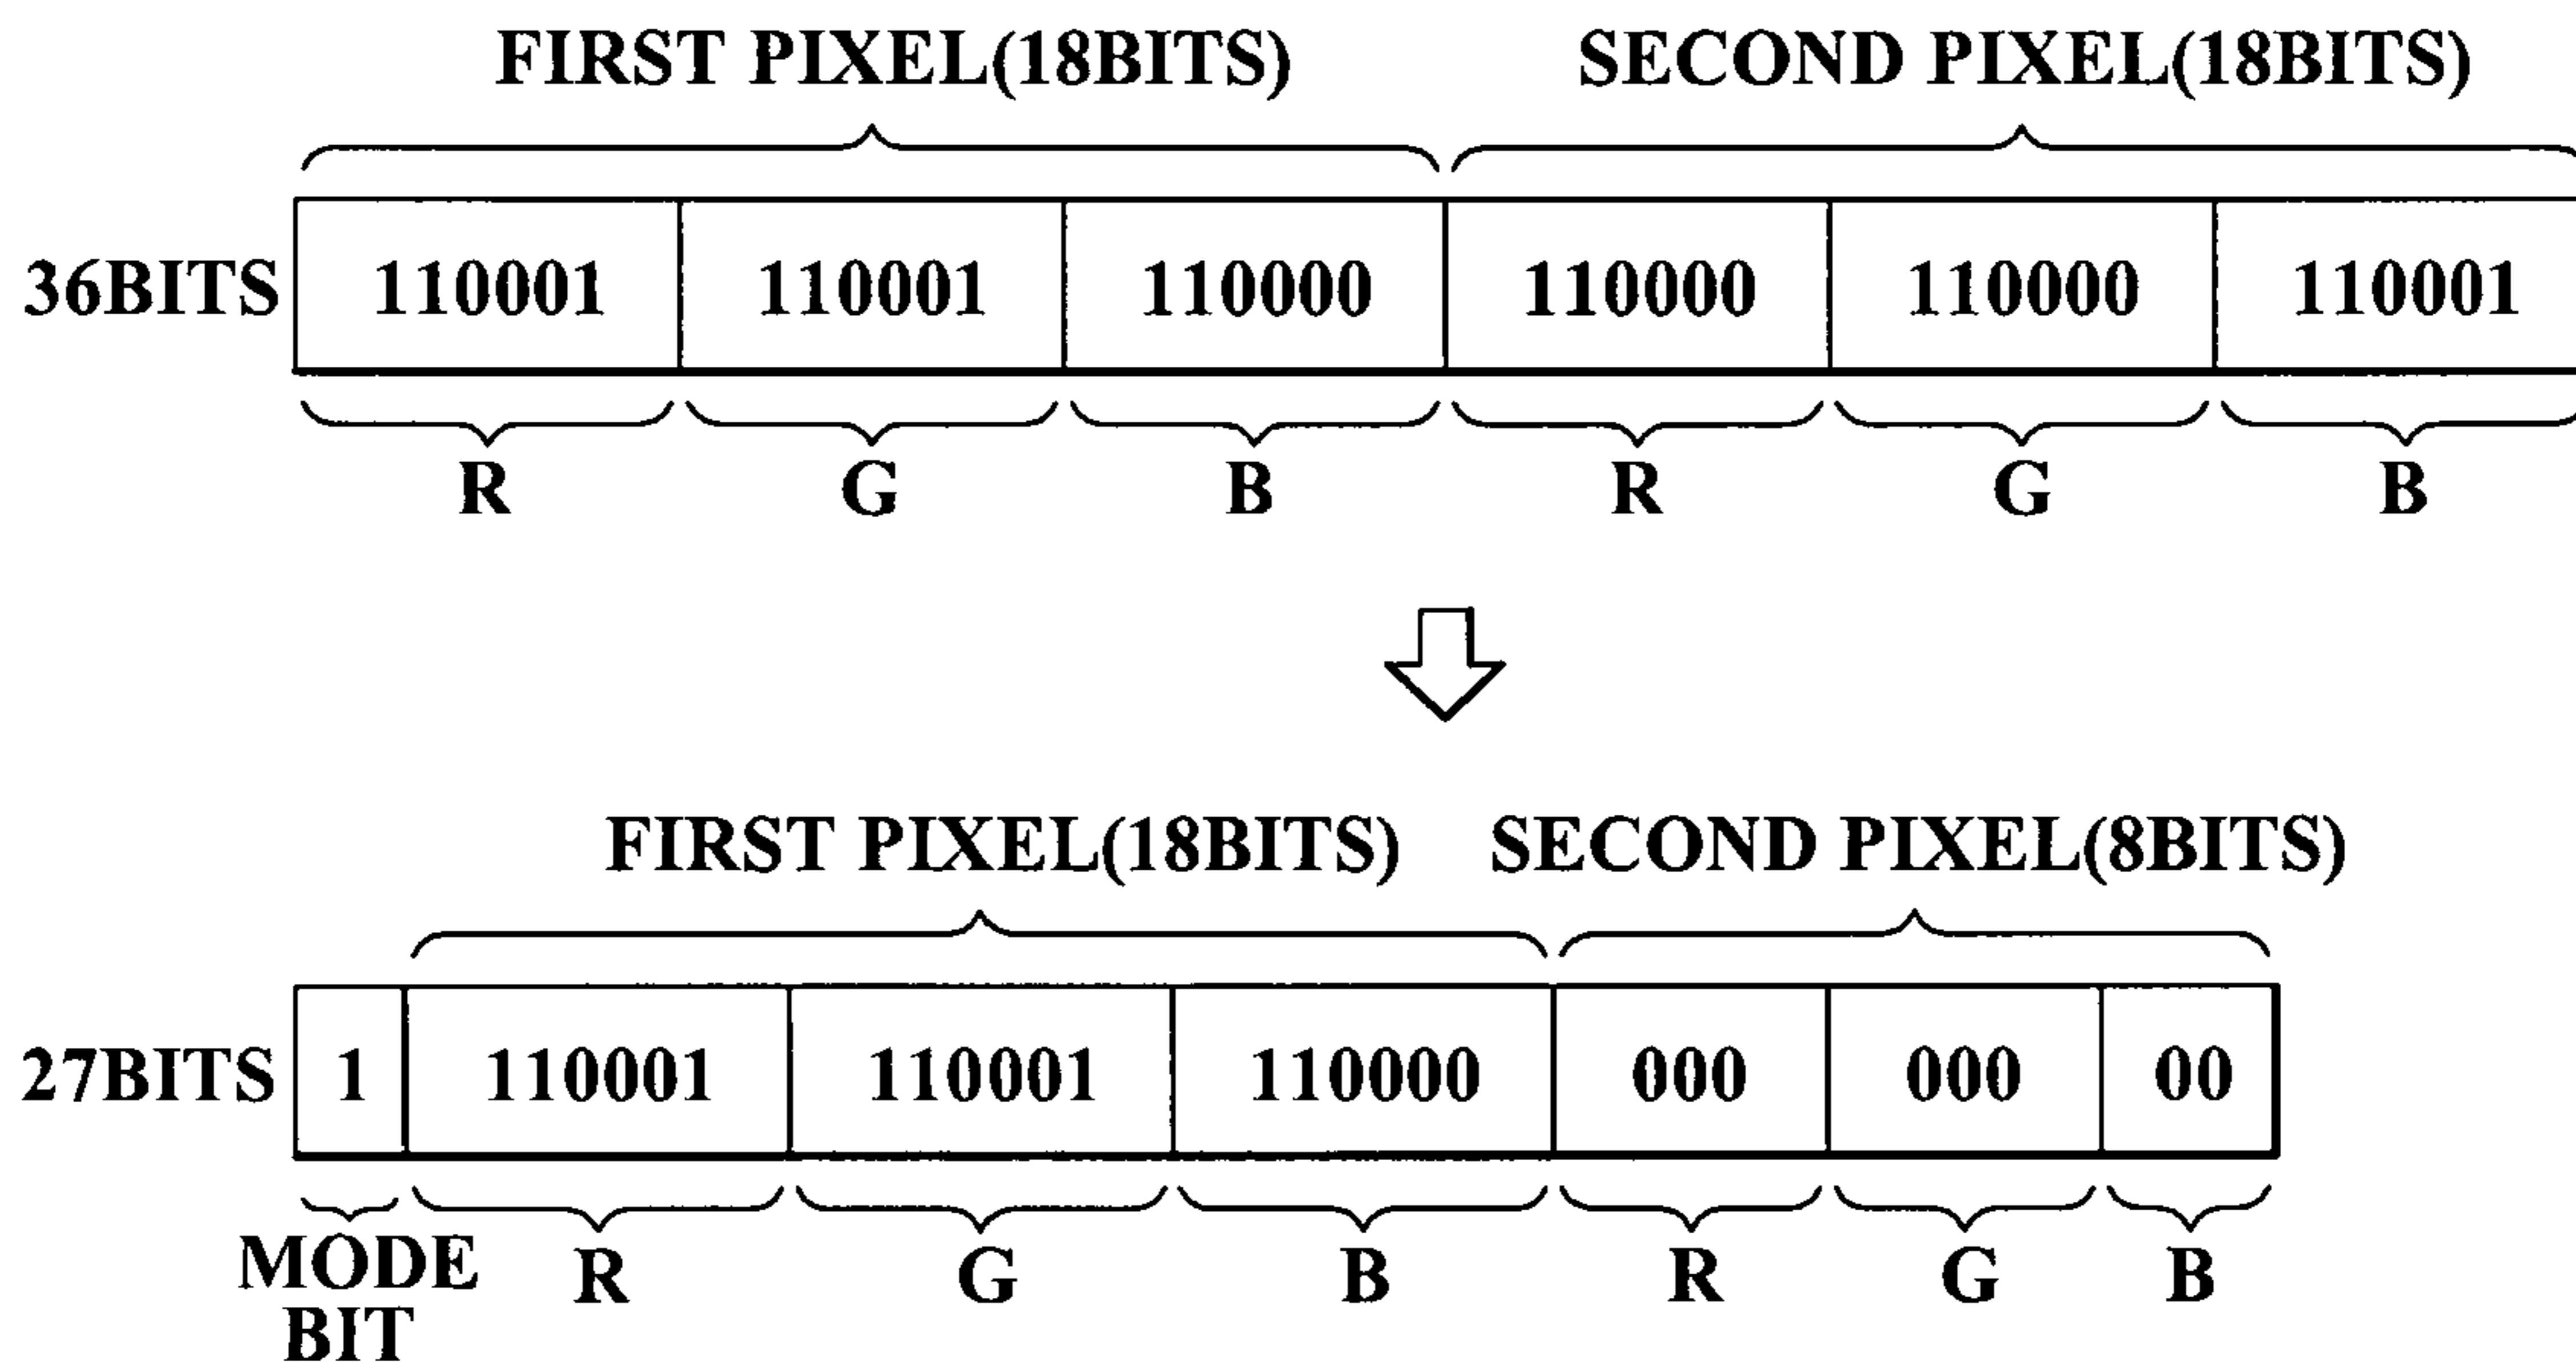 FIRST PIXEL(18BITS) SECOND PIXEL(18BITS)
36BITS 110001 110001 110000 110000 110000 110001
R G B R G B
FIRST PIXEL(18BITS) SECOND PIXEL(8BITS)
27BITS 1 110001 110001 110000 000 000 00
MODE BIT R G B R G B